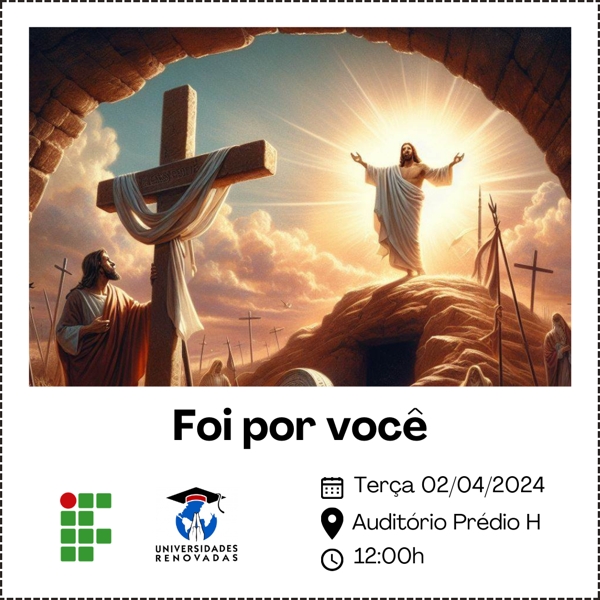 Foi por você
Terça 02/04/2024
Auditório Prédio H
12:00h
UNIVERSIDADES
RENOVADAS